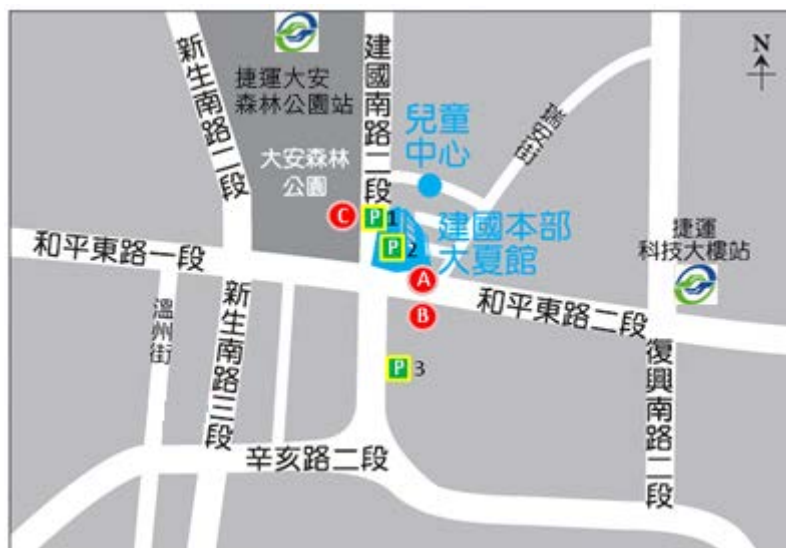 新生南路二段
捷運大安
森林公園站
建國南路二段
N
兒童
中心
瑞安街
大安森林
公園
C
P 1
P 2
建國本部
大夏館
捷運
科技大樓站
和平東路一段
A
B
和平東路二段
溫州街
新生南路三段
P 3
復興南路二段
辛亥路二段